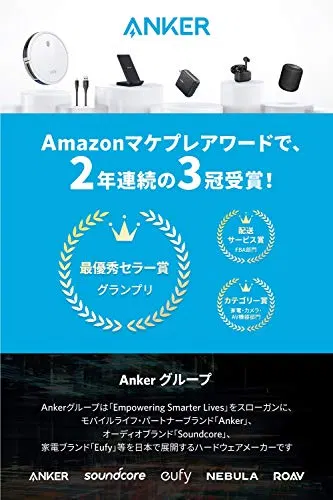 ANKER
Amazonマケプレアワードで、
2年連続の3冠受賞!
最優秀セラー賞
グランプリ
配送
サービス賞
FBA部門
カテゴリー賞
家電・カメラ・
AV機器部門
Anker グループ
Ankerグループは「Empowering Smarter Lives」をスローガンに、
モバイルライフ・パートナーブランド「Anker」、
オーディオブランド「Soundcore」、
家電ブランド「Eufy」等を日本で展開するハードウェアメーカーです
ANKER soundcore eufy NEBULA ROAV